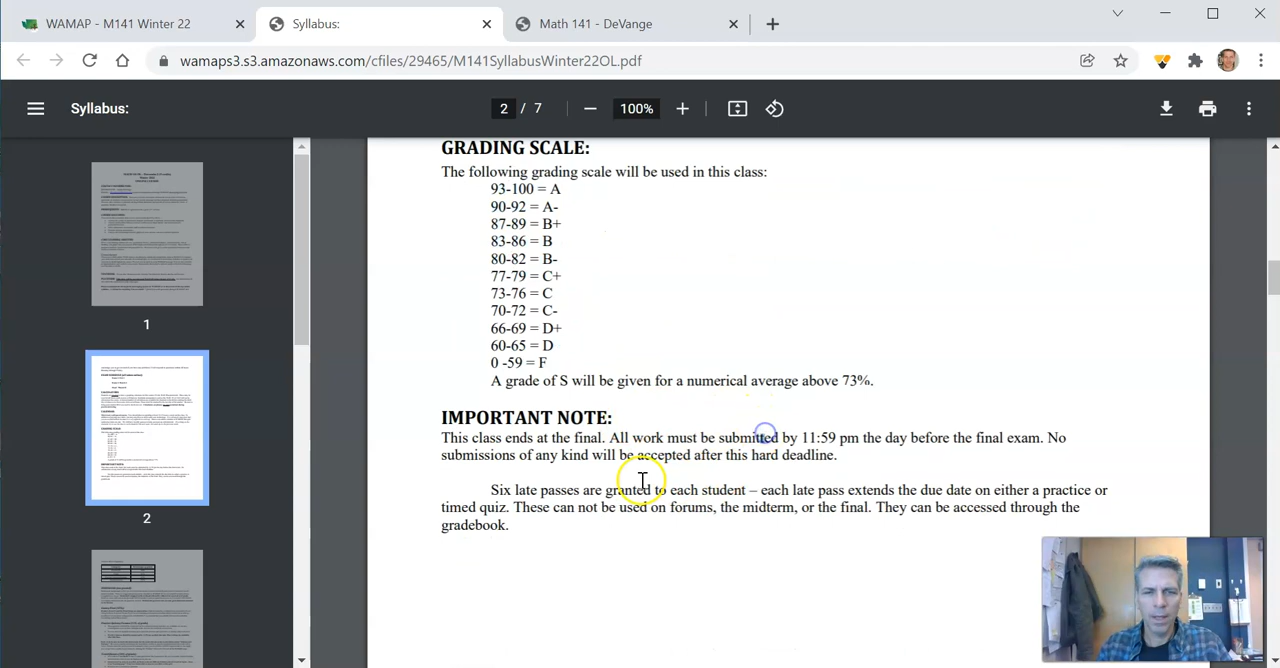 WAMAP - M141 Winter 22
Syllabus:
Math 141 - DeVange
wamaps3.s3.amazonaws.com/cfiles/29465/M141SyllabusWinter22OL.pdf
Syllabus:
2 / 7
100%
GRADING SCALE:
The following grading scale will be used in this class:
93-100 = A
90-92 = A-
87-89 = B+
83-86 = B
80-82 = B-
77-79 = C+
73-76 = C
70-72 = C-
66-69 = D+
60-65 = D
0 -59 = F
A grade of S will be given for a numerical average above 73%.
IMPORTANT NOTE:
This class ends at the final. All work must be submitted by 11:59 pm the day before the final exam. No
submissions of any kind will be accepted after this hard deadline.
Six late passes are granted to each student – each late pass extends the due date on either a practice or
timed quiz. These can not be used on forums, the midterm, or the final. They can be accessed through the
gradebook.
1
2